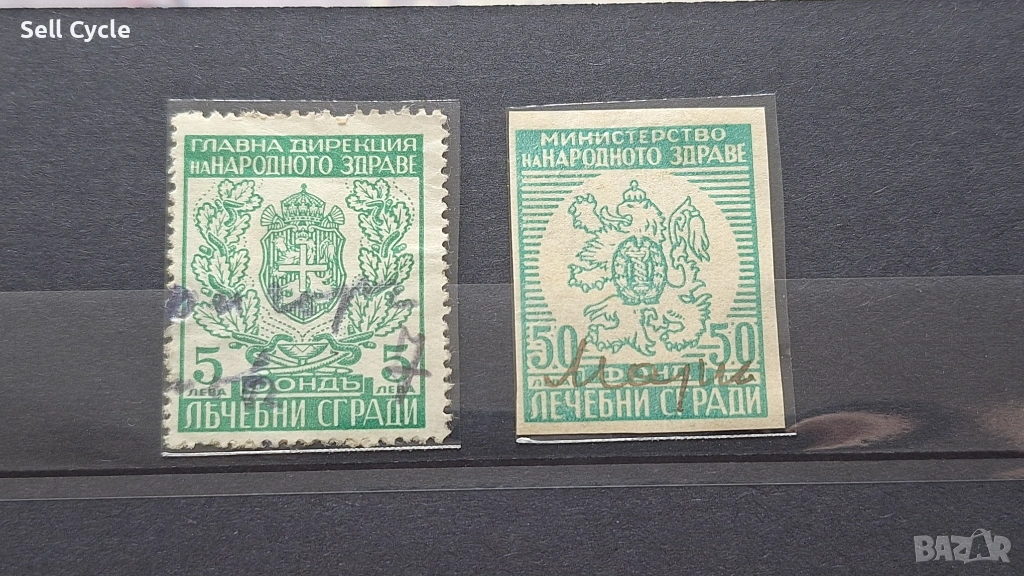 Sell Cycle
ГЛАВНА ДИРЕКЦИЯ
НА НАРОДНОТО ЗДРАВЕ
5 5
ЛЕВА ЛЕВА
ФОНДЪ
ЛѢЧЕБНИ СГРАДИ
МИНИСТЕРСТВО
НА НАРОДНОТО ЗДРАВЕ
50 50
ЛЕЧЕБНИ СГРАДИ
BAZAR